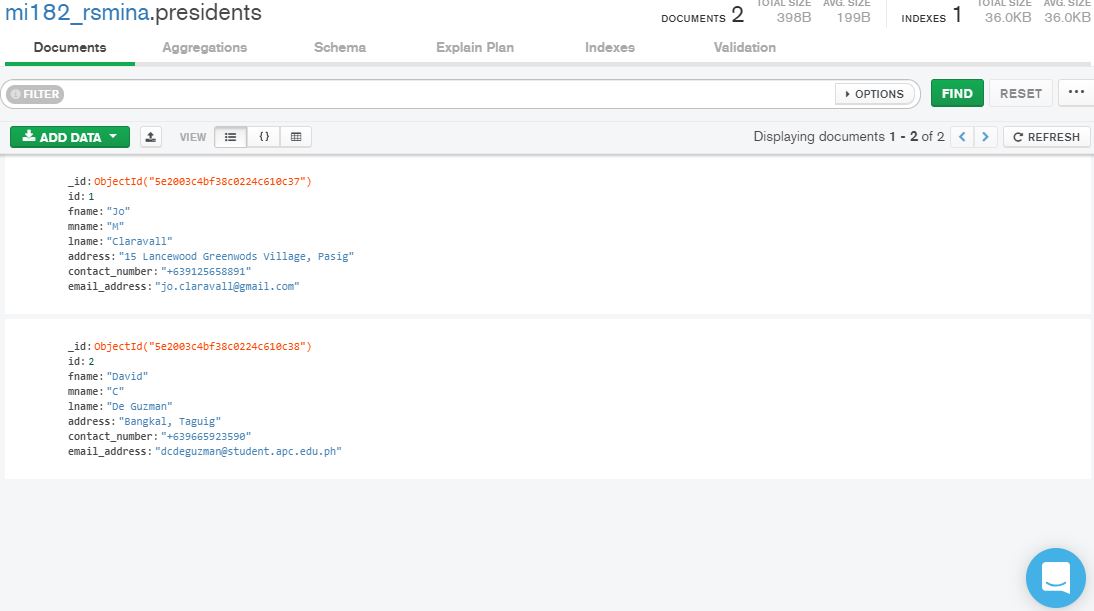 mi182_rsmina.presidents
DOCUMENTS 2 TOTAL SIZE 398B AVG. SIZE 199B INDEXES 1 TOTAL SIZE 36.0KB AVG. SIZE 36.0KB
Documents Aggregations Schema Explain Plan Indexes Validation
FILTER OPTIONS FIND RESET ...
ADD DATA VIEW {} Displaying documents 1 - 2 of 2 < > REFRESH
_id: ObjectId("5e2003c4bf38c0224c610c37")
id: 1
fname: "Jo"
mname: "M"
lname: "Claravall"
address: "15 Lancewood Greenwods Village, Pasig"
contact_number: "+639125658891"
email_address: "jo.claravall@gmail.com"
_id: ObjectId("5e2003c4bf38c0224c610c38")
id: 2
fname: "David"
mname: "C"
lname: "De Guzman"
address: "Bangkal, Taguig"
contact_number: "+639665923590"
email_address: "dcdeguzman@student.apc.edu.ph"